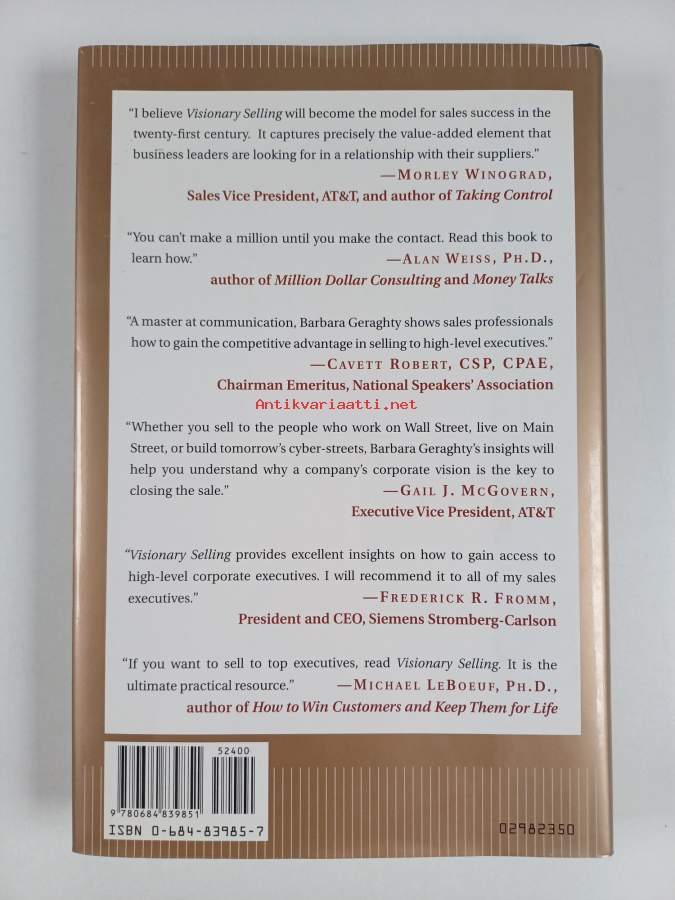 “I believe Visionary Selling will become the model for sales success in the
twenty-first century. It captures precisely the value-added element that
business leaders are looking for in a relationship with their suppliers.”
—MORLEY WINOGRAD,
Sales Vice President, AT&T, and author of Taking Control
“You can’t make a million until you make the contact. Read this book to
learn how.” —ALAN WEISS, PH.D.,
author of Million Dollar Consulting and Money Talks
“A master at communication, Barbara Geraghty shows sales professionals
how to gain the competitive advantage in selling to high-level executives.”
—CAVETT ROBERT, CSP, CPAE,
Chairman Emeritus, National Speakers’ Association
Antikvariaatti.net
“Whether you sell to the people who work on Wall Street, live on Main
Street, or build tomorrow’s cyber-streets, Barbara Geraghty’s insights will
help you understand why a company’s corporate vision is the key to
closing the sale.” —GAIL J. MCGOVERN,
Executive Vice President, AT&T
“Visionary Selling provides excellent insights on how to gain access to
high-level corporate executives. I will recommend it to all of my sales
executives.” —FREDERICK R. FROMM,
President and CEO, Siemens Stromberg-Carlson
“If you want to sell to top executives, read Visionary Selling. It is the
ultimate practical resource.” —MICHAEL LEBOEUF, PH.D.,
author of How to Win Customers and Keep Them for Life
52400
9 780684 839851
ISBN 0-684-83985-7
02982350